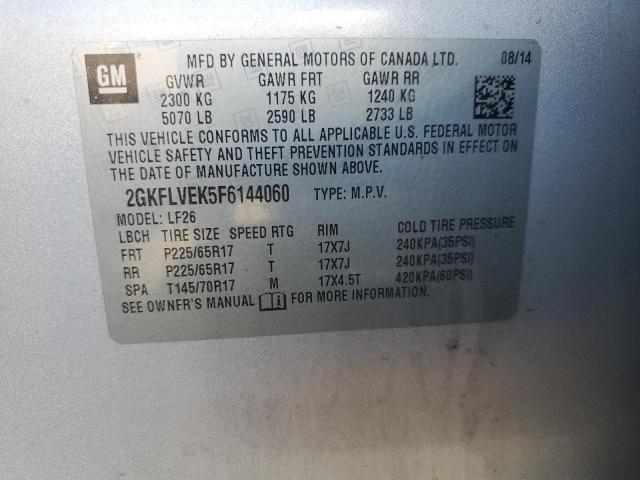 GM
MFD BY GENERAL MOTORS OF CANADA LTD. 08/14
GVWR GAWR FRT GAWR RR
2300 KG 1175 KG 1240 KG
5070 LB 2590 LB 2733 LB
THIS VEHICLE CONFORMS TO ALL APPLICABLE U.S. FEDERAL MOTOR
VEHICLE SAFETY AND THEFT PREVENTION STANDARDS IN EFFECT ON
THE DATE OF MANUFACTURE SHOWN ABOVE.
2GKFLVEK5F6144060 TYPE: M.P.V.
MODEL: LF26
LBCH TIRE SIZE SPEED RTG RIM COLD TIRE PRESSURE
FRT P225/65R17 T 17X7J 240KPA(35PSI)
RR P225/65R17 T 17X7J 240KPA(35PSI)
SPA T145/70R17 M 17X4.5T 420KPA(60PSI)
SEE OWNER'S MANUAL FOR MORE INFORMATION.